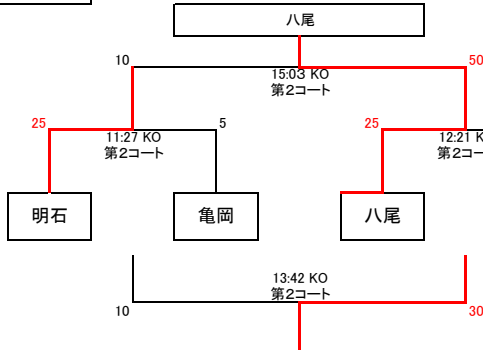 八尾
10
50
15:03 KO
第2コート
25
5
25
11:27 KO
第2コート
12:21 K
第2コー
明石
亀岡
八尾
13:42 KO
第2コート
10
30